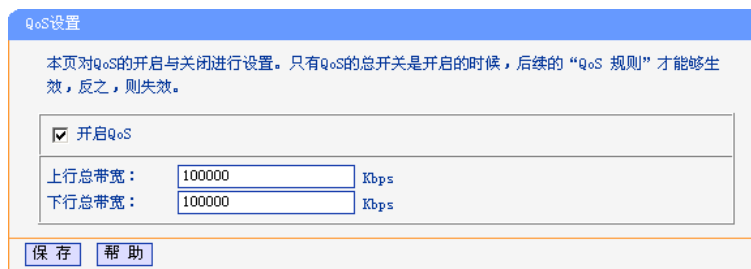 QoS设置
本页对QoS的开启与关闭进行设置。只有QoS的总开关是开启的时候，后续的“QoS 规则”才能够生
效，反之，则失效。
开启QoS
上行总带宽： 100000 Kbps
下行总带宽： 100000 Kbps
保 存 帮 助